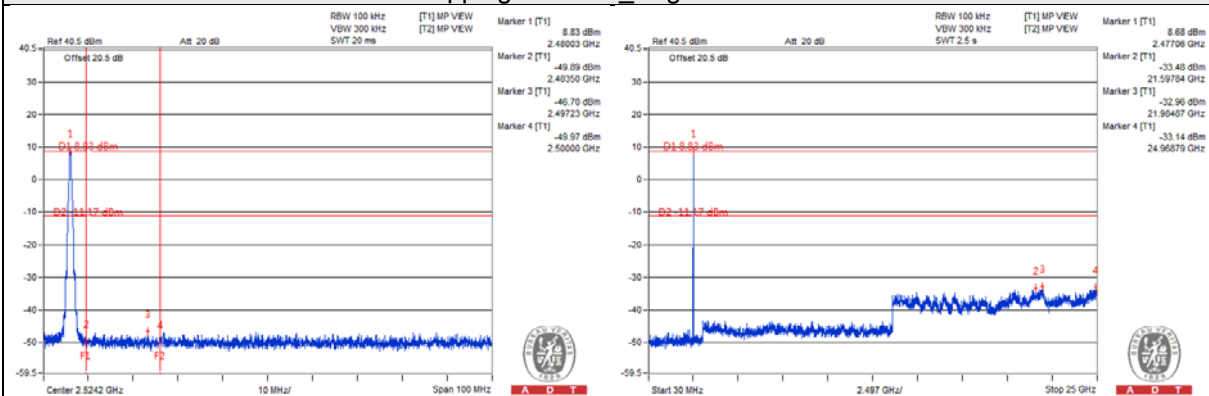 RBW 100 kHz [T1] MP VIEW
VBW 300 kHz [T2] MP VIEW
Ref 40.5 dBm Att 20 dB SWT 20 ms
Offset 20.5 dB
Marker 1 [T1]
8.83 dBm
2.48003 GHz
Marker 2 [T1]
-49.89 dBm
2.48350 GHz
Marker 3 [T1]
-46.70 dBm
2.49723 GHz
Marker 4 [T1]
-49.97 dBm
2.50000 GHz
40.5
30
20
10
0
-10
-20
-30
-40
-50
-59.5
1
D1 8.83 dBm
D2 -11.17 dBm
3
2
4
F1
F2
Center 2.5242 GHz 10 MHz/ Span 100 MHz
BUREAU VERITAS
1828
A D T
RBW 100 kHz [T1] MP VIEW
VBW 300 kHz [T2] MP VIEW
Ref 40.5 dBm Att 20 dB SWT 2.5 s
Offset 20.5 dB
Marker 1 [T1]
8.68 dBm
2.47706 GHz
Marker 2 [T1]
-33.48 dBm
21.59784 GHz
Marker 3 [T1]
-32.96 dBm
21.98487 GHz
Marker 4 [T1]
-33.14 dBm
24.96879 GHz
40.5
30
20
10
0
-10
-20
-30
-40
-50
-59.5
1
D1 8.83 dBm
D2 -11.17 dBm
2 3
4
Start 30 MHz 2.497 GHz/ Stop 25 GHz
BUREAU VERITAS
1828
A D T